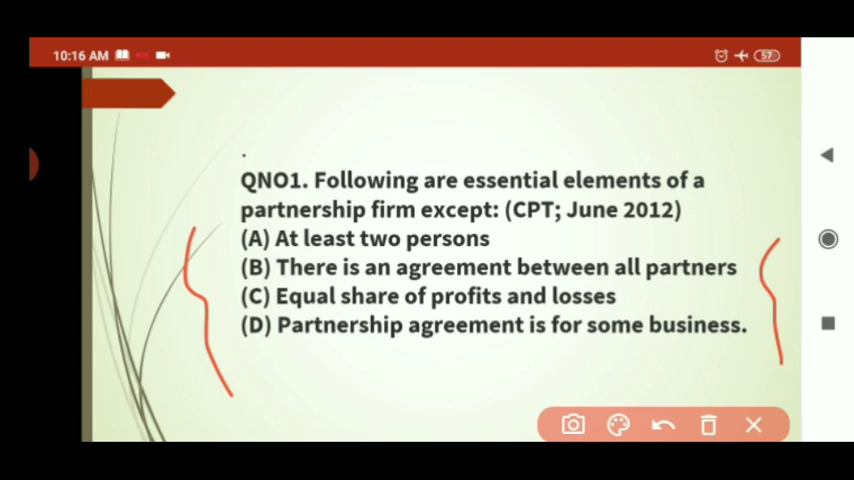 10:16 AM
57
QNO1. Following are essential elements of a
partnership firm except: (CPT; June 2012)
(A) At least two persons
(B) There is an agreement between all partners
(C) Equal share of profits and losses
(D) Partnership agreement is for some business.